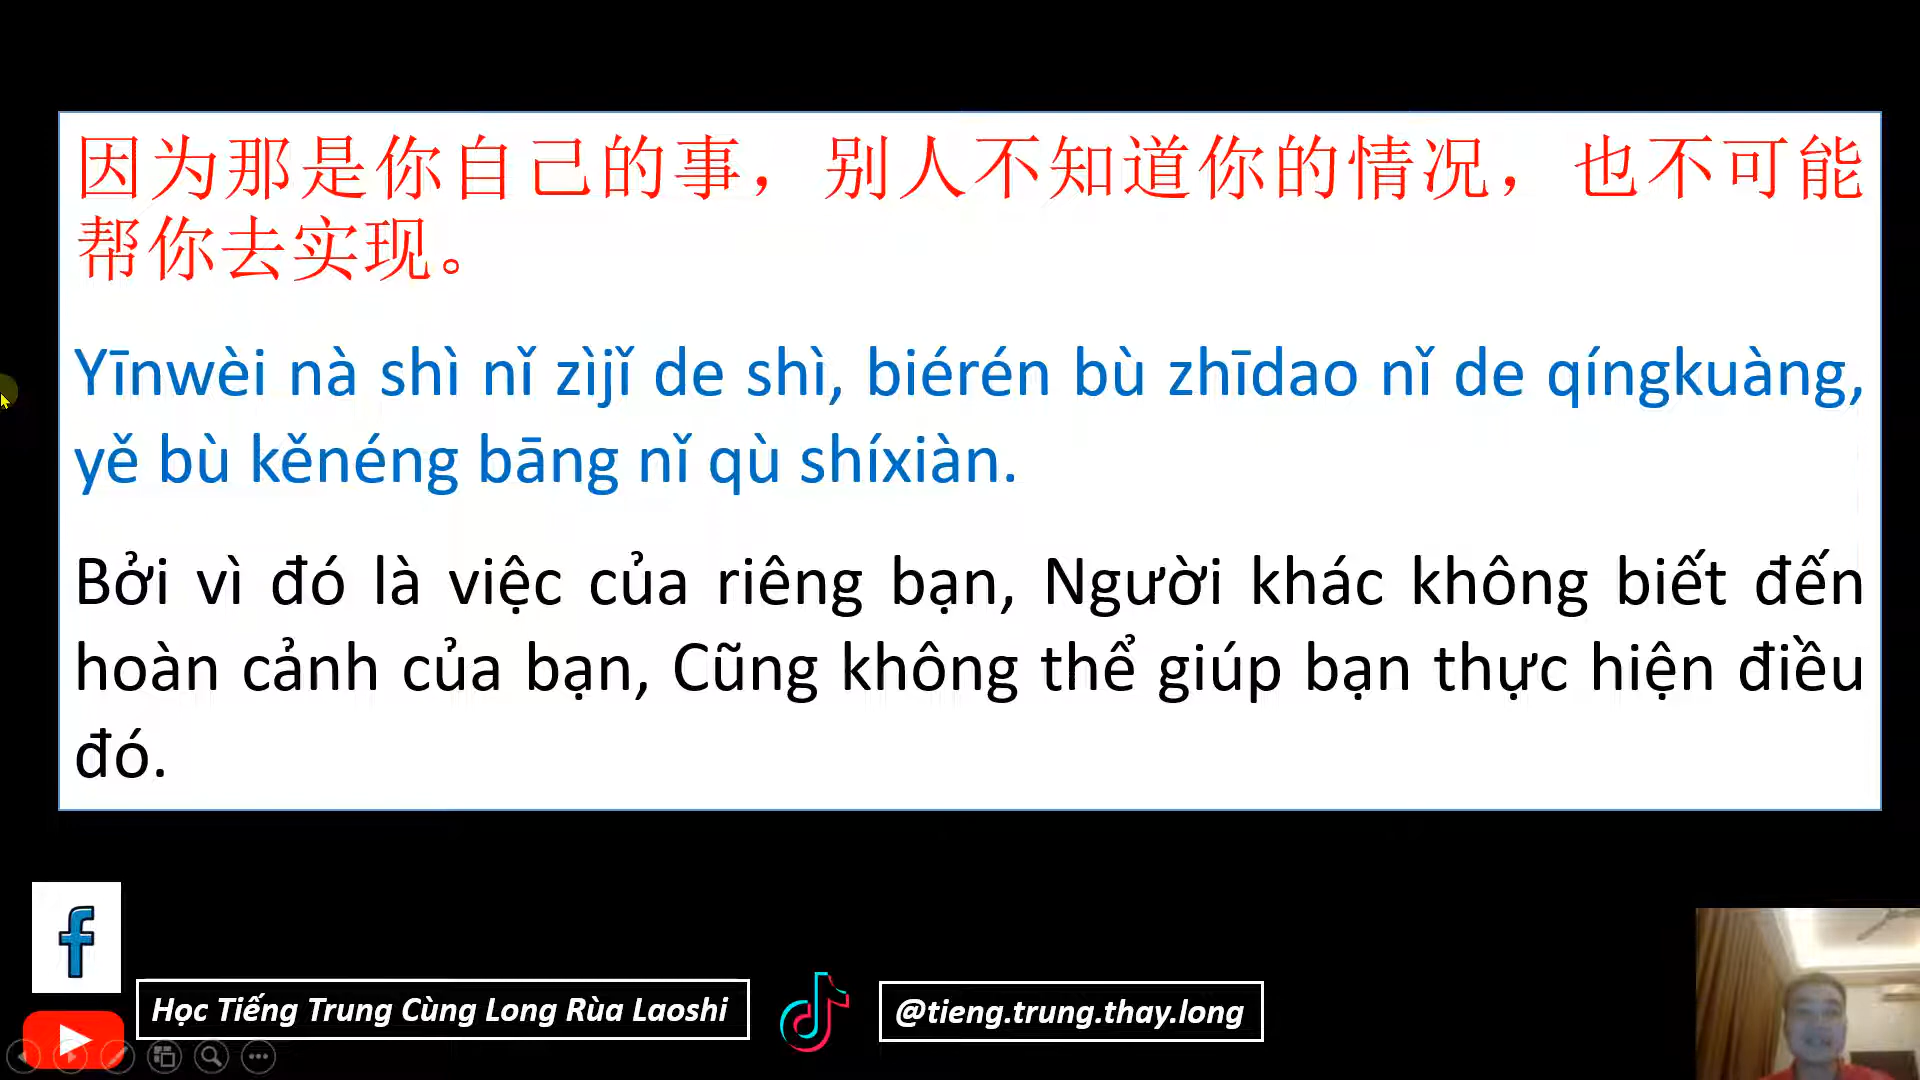 因为那是你自己的事，别人不知道你的情况，也不可能
帮你去实现。
Yīnwèi nà shì nǐ zìjǐ de shì, biérén bù zhīdao nǐ de qíngkuàng,
yě bù kěnéng bāng nǐ qù shíxiàn.
Bởi vì đó là việc của riêng bạn, Người khác không biết đến
hoàn cảnh của bạn, Cũng không thể giúp bạn thực hiện điều
đó.
Học Tiếng Trung Cùng Long Rùa Laoshi
@tieng.trung.thay.long